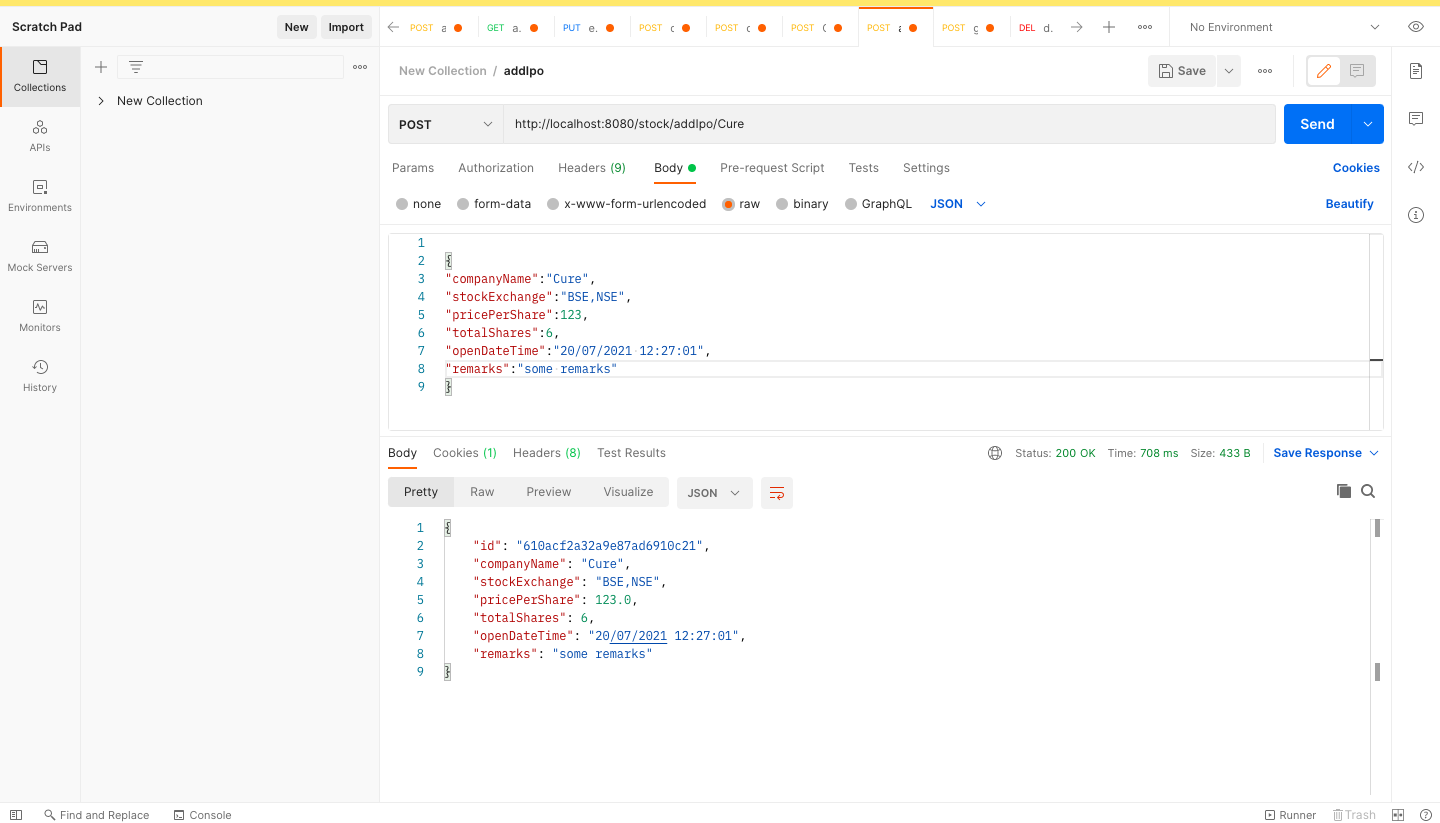 Scratch Pad
New
Import
POST a
GET a.
PUT e.
POST
POST
POST
POST
POST g
DEL d.
No Environment
Collections
APIs
Environments
Mock Servers
Monitors
History
New Collection
New Collection / addIpo
Save
POST
http://localhost:8080/stock/addIpo/Cure
Send
Params
Authorization
Headers (9)
Body
Pre-request Script
Tests
Settings
Cookies
none
form-data
x-www-form-urlencoded
raw
binary
GraphQL
JSON
Beautify
1
2 {
3 "companyName":"Cure",
4 "stockExchange":"BSE,NSE",
5 "pricePerShare":123,
6 "totalShares":6,
7 "openDateTime":"20/07/2021 12:27:01",
8 "remarks":"some remarks"
9 }
Body
Cookies (1)
Headers (8)
Test Results
Status: 200 OK
Time: 708 ms
Size: 433 B
Save Response
Pretty
Raw
Preview
Visualize
JSON
1 {
2 "id": "610acf2a32a9e87ad6910c21",
3 "companyName": "Cure",
4 "stockExchange": "BSE,NSE",
5 "pricePerShare": 123.0,
6 "totalShares": 6,
7 "openDateTime": "20/07/2021 12:27:01",
8 "remarks": "some remarks"
9 }
Find and Replace
Console
Runner
Trash